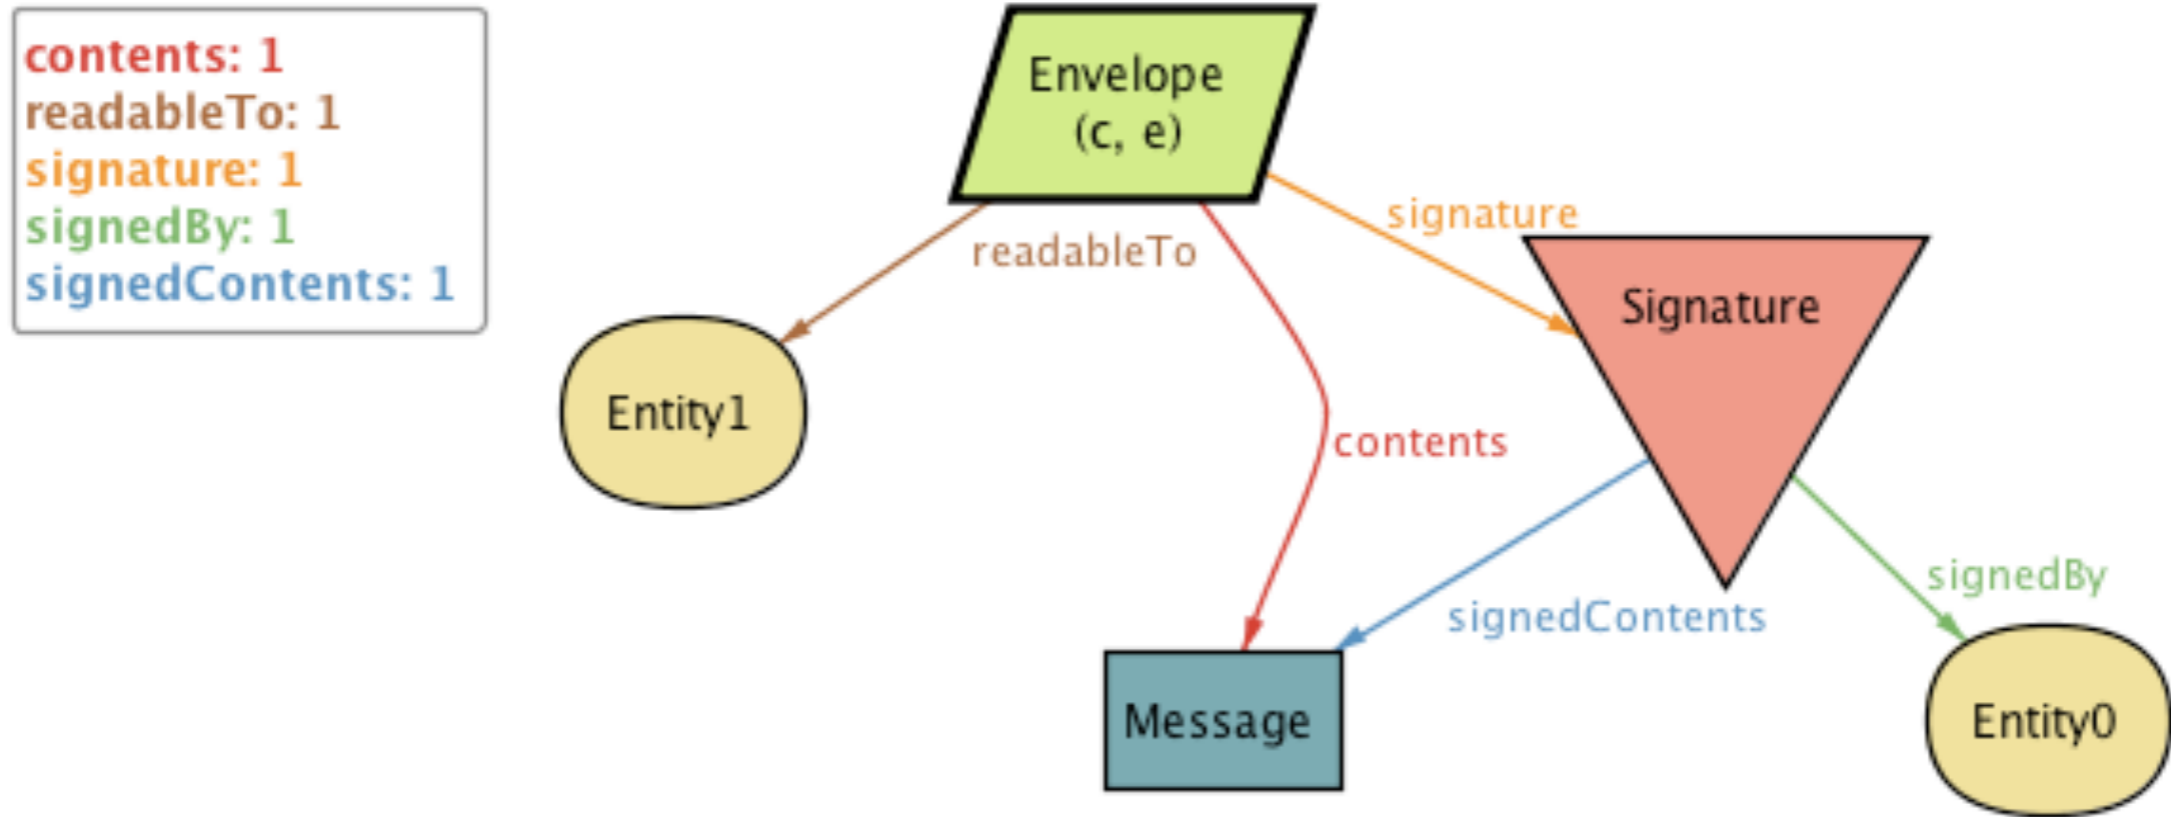 contents: 1
readableTo: 1
signature: 1
signedBy: 1
signedContents: 1
Envelope
(c, e)
signature
readableTo
Signature
Entity1
contents
signedBy
signedContents
Message
Entity0